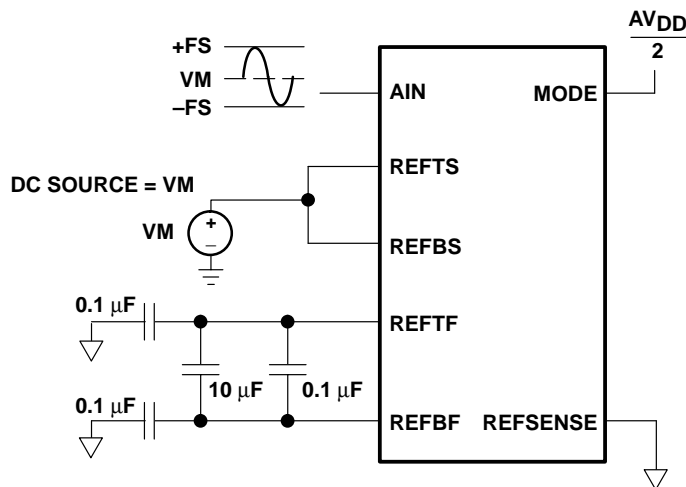 +FS
VM
–FS
AV_DD
2
AIN
MODE
REFTS
DC SOURCE = VM
VM
+
–
REFBS
0.1 μF
REFTF
10 μF
0.1 μF
0.1 μF
REFBF
REFSENSE